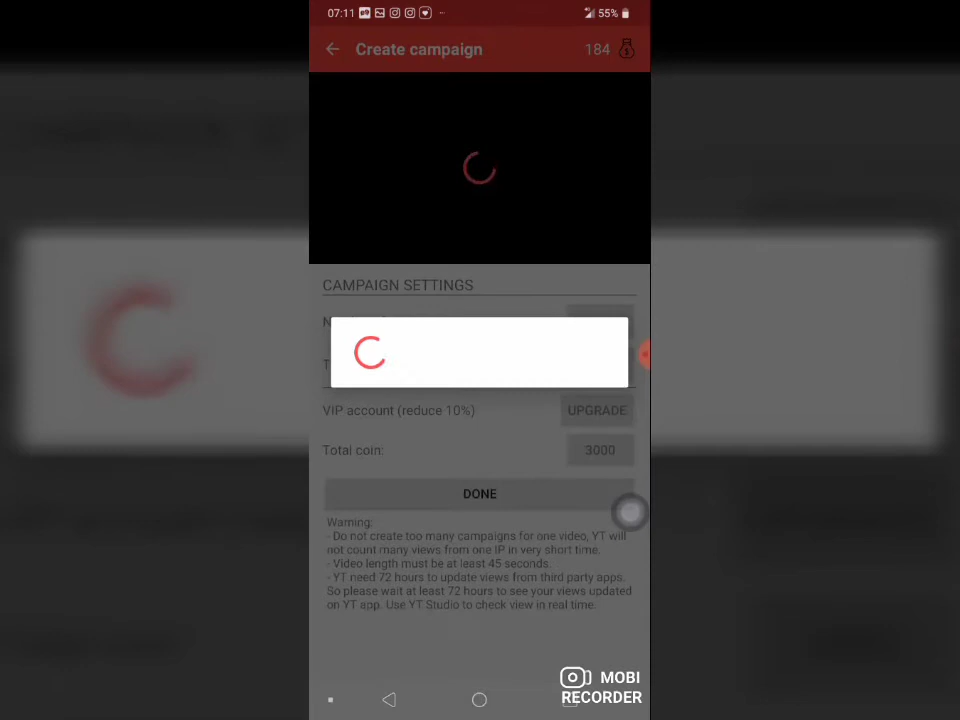 07:11
55%
Create campaign
184
CAMPAIGN SETTINGS
N
T
VIP account (reduce 10%)
UPGRADE
Total coin:
3000
DONE
Warning:
- Do not create too many campaigns for one video, YT will
not count many views from one IP in very short time.
- Video length must be at least 45 seconds.
- YT need 72 hours to update views from third party apps.
So please wait at least 72 hours to see your views updated
on YT app. Use YT Studio to check view in real time.
MOBI
RECORDER